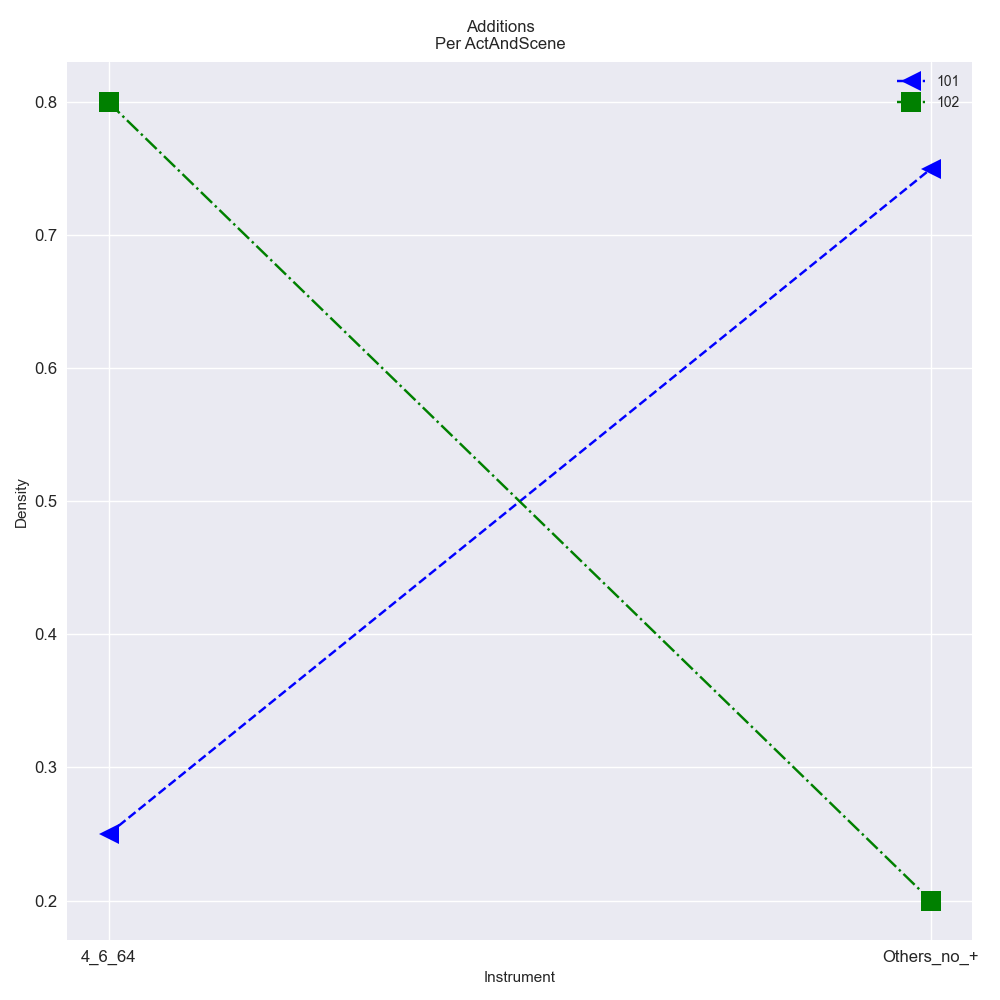 Additions
Per ActAndScene
101
102
0.8
0.7
0.6
0.5
0.4
0.3
0.2
Density
4_6_64
Others_no_+
Instrument